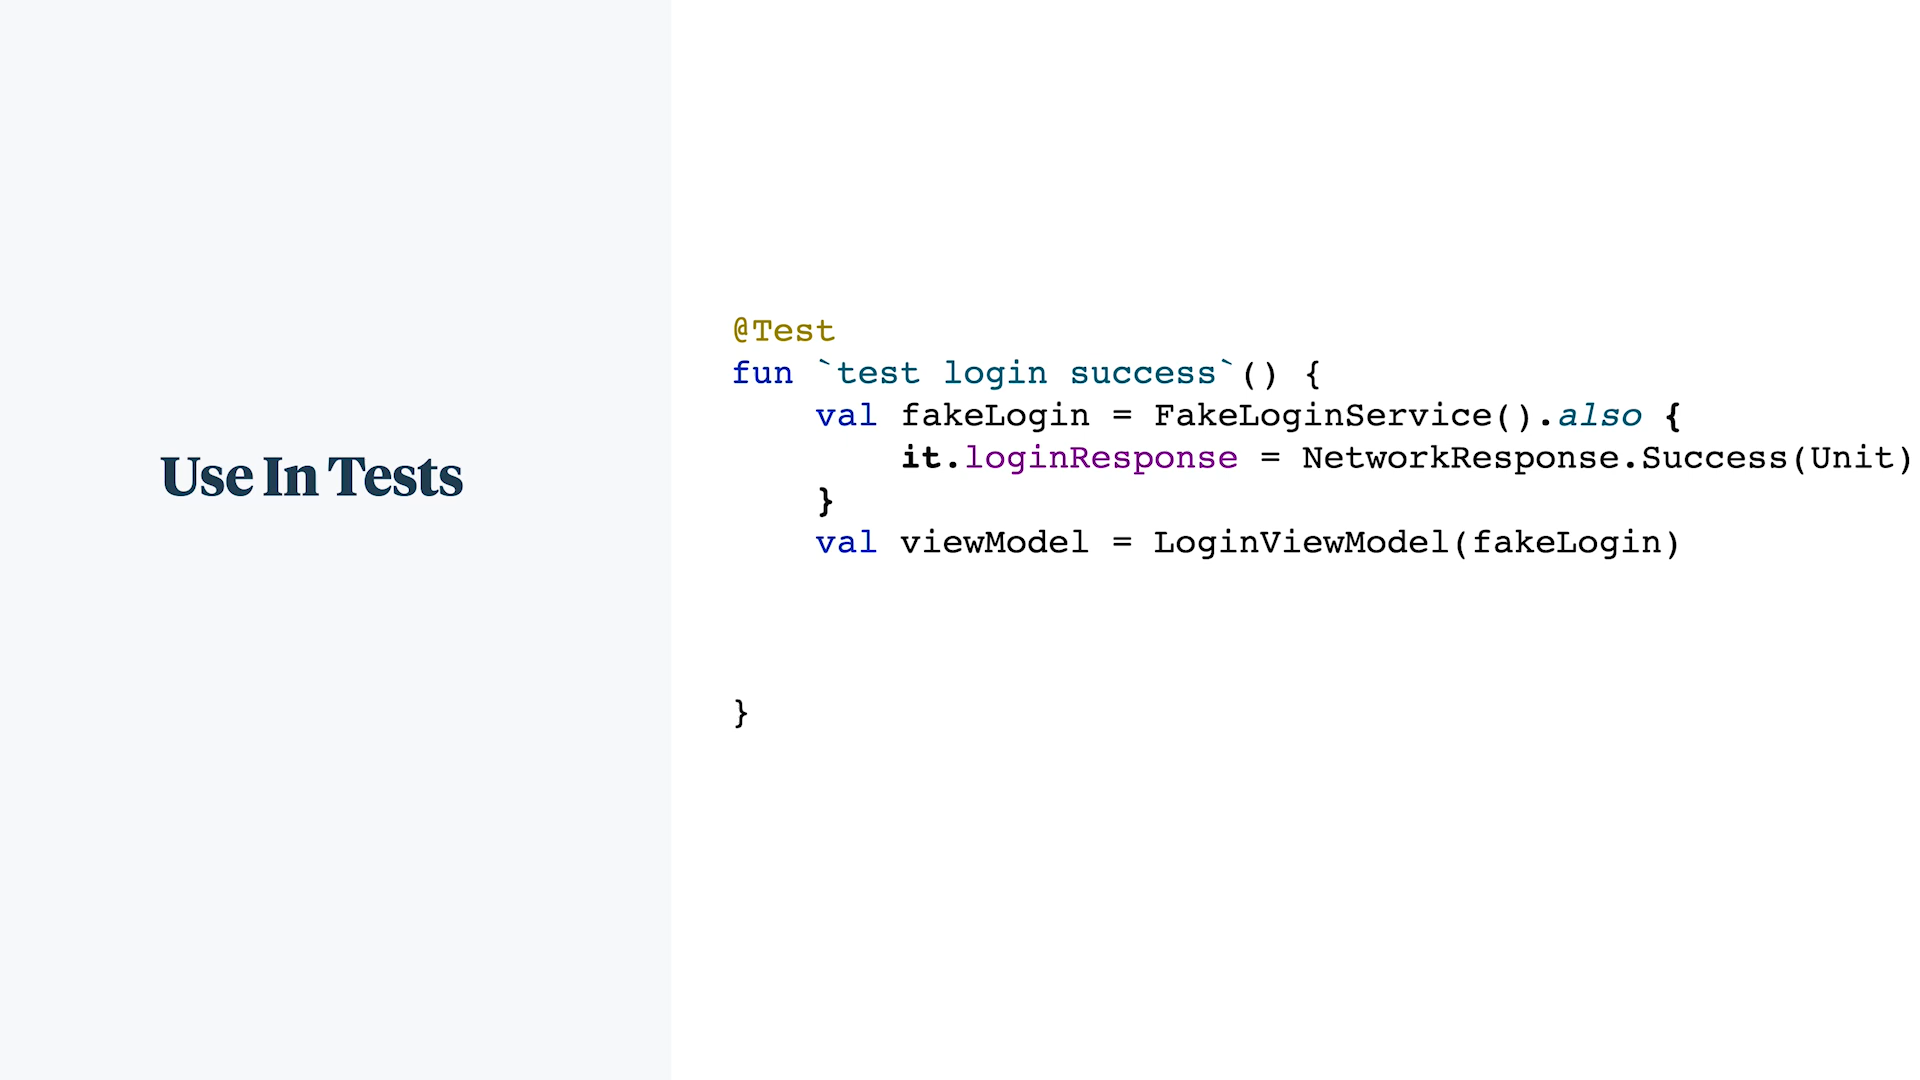 Use In Tests
@Test
fun `test login success`() {
    val fakeLogin = FakeLoginService().also {
        it.loginResponse = NetworkResponse.Success(Unit)
    }
    val viewModel = LoginViewModel(fakeLogin)
}